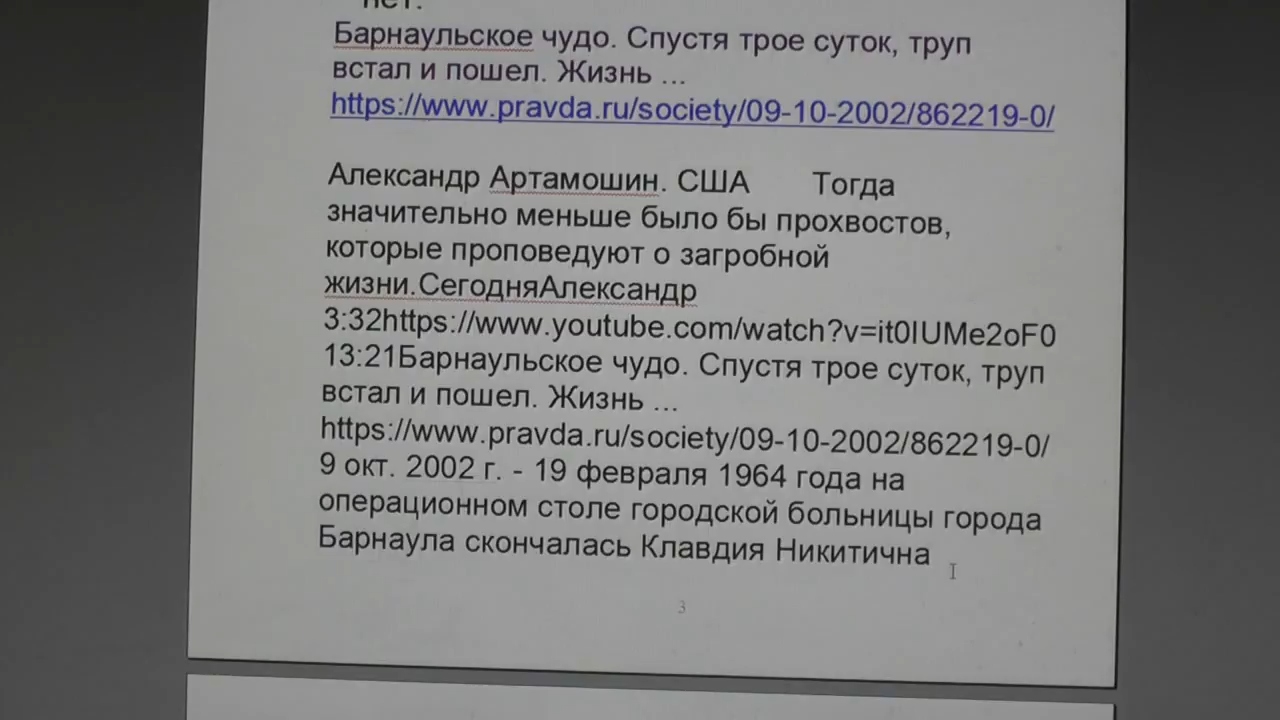 нет.
Барнаульское чудо. Спустя трое суток, труп
встал и пошел. Жизнь ...
https://www.pravda.ru/society/09-10-2002/862219-0/
Александр Артамошин. США Тогда
значительно меньше было бы прохвостов,
которые проповедуют о загробной
жизни.СегодняАлександр
3:32https://www.youtube.com/watch?v=it0IUMe2oF0
13:21Барнаульское чудо. Спустя трое суток, труп
встал и пошел. Жизнь ...
https://www.pravda.ru/society/09-10-2002/862219-0/
9 окт. 2002 г. - 19 февраля 1964 года на
операционном столе городской больницы города
Барнаула скончалась Клавдия Никитична
3